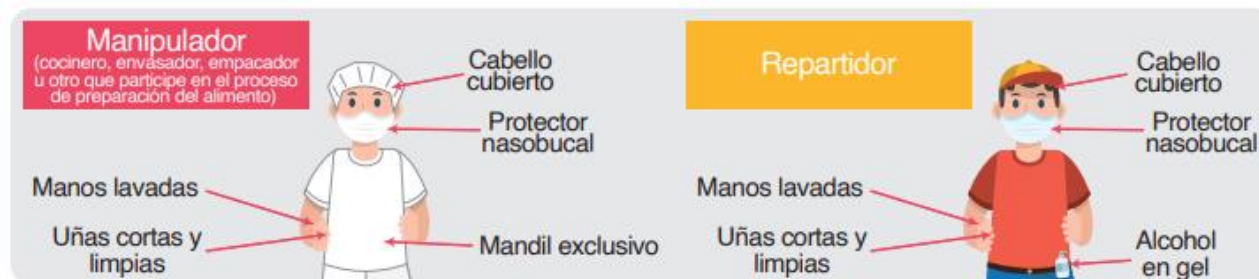 Manipulador
(cocinero, envasador, empacador
u otro que participe en el proceso
de preparación del alimento)
Cabello
cubierto
Protector
nasobucal
Manos lavadas
Uñas cortas y
limpias
Mandil exclusivo
Repartidor
Cabello
cubierto
Protector
nasobucal
Manos lavadas
Uñas cortas y
limpias
Alcohol
en gel